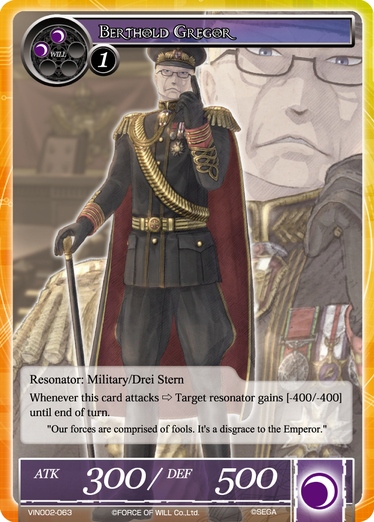 Berthold Gregor
WILL
1
Resonator: Military/Drei Stern
Whenever this card attacks ⇨ Target resonator gains [-400/-400]
until end of turn.
"Our forces are comprised of fools. It's a disgrace to the Emperor."
ATK 300/ DEF 500
VIN002-063 ©FORCE OF WILL Co.,Ltd. ©SEGA